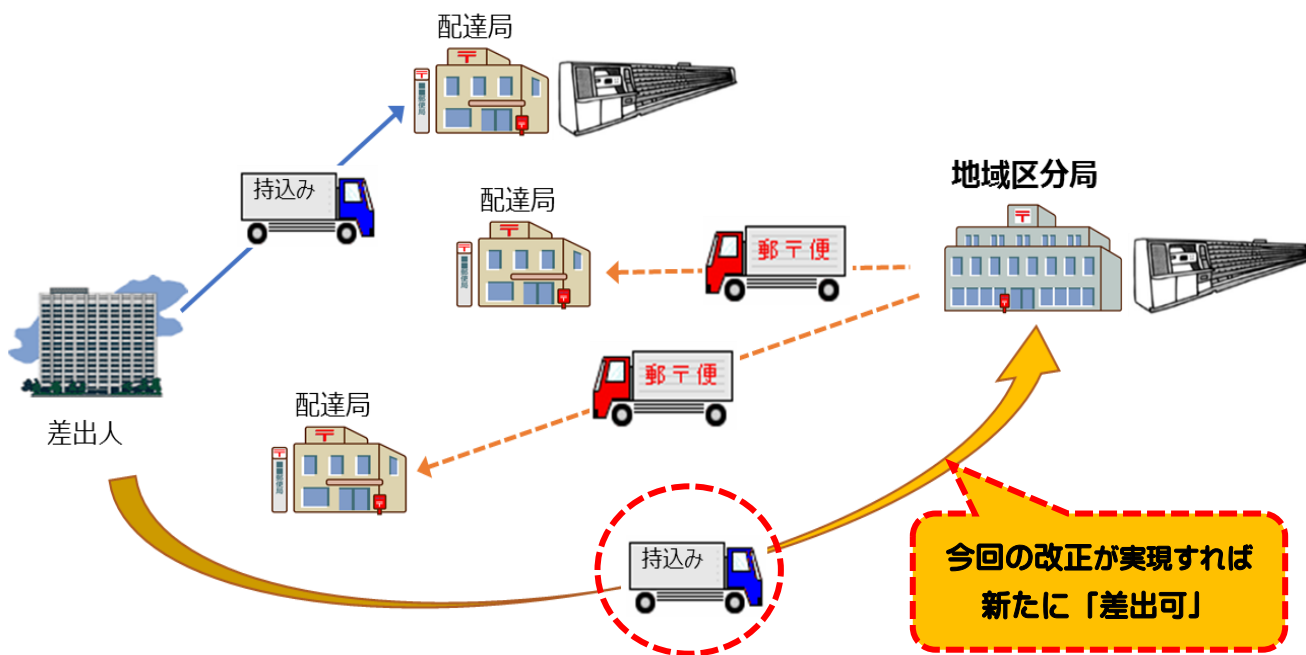 配達局
持込み
地域区分局
配達局
郵〒便
郵〒便
配達局
差出人
持込み
今回の改正が実現すれば
新たに「差出可」